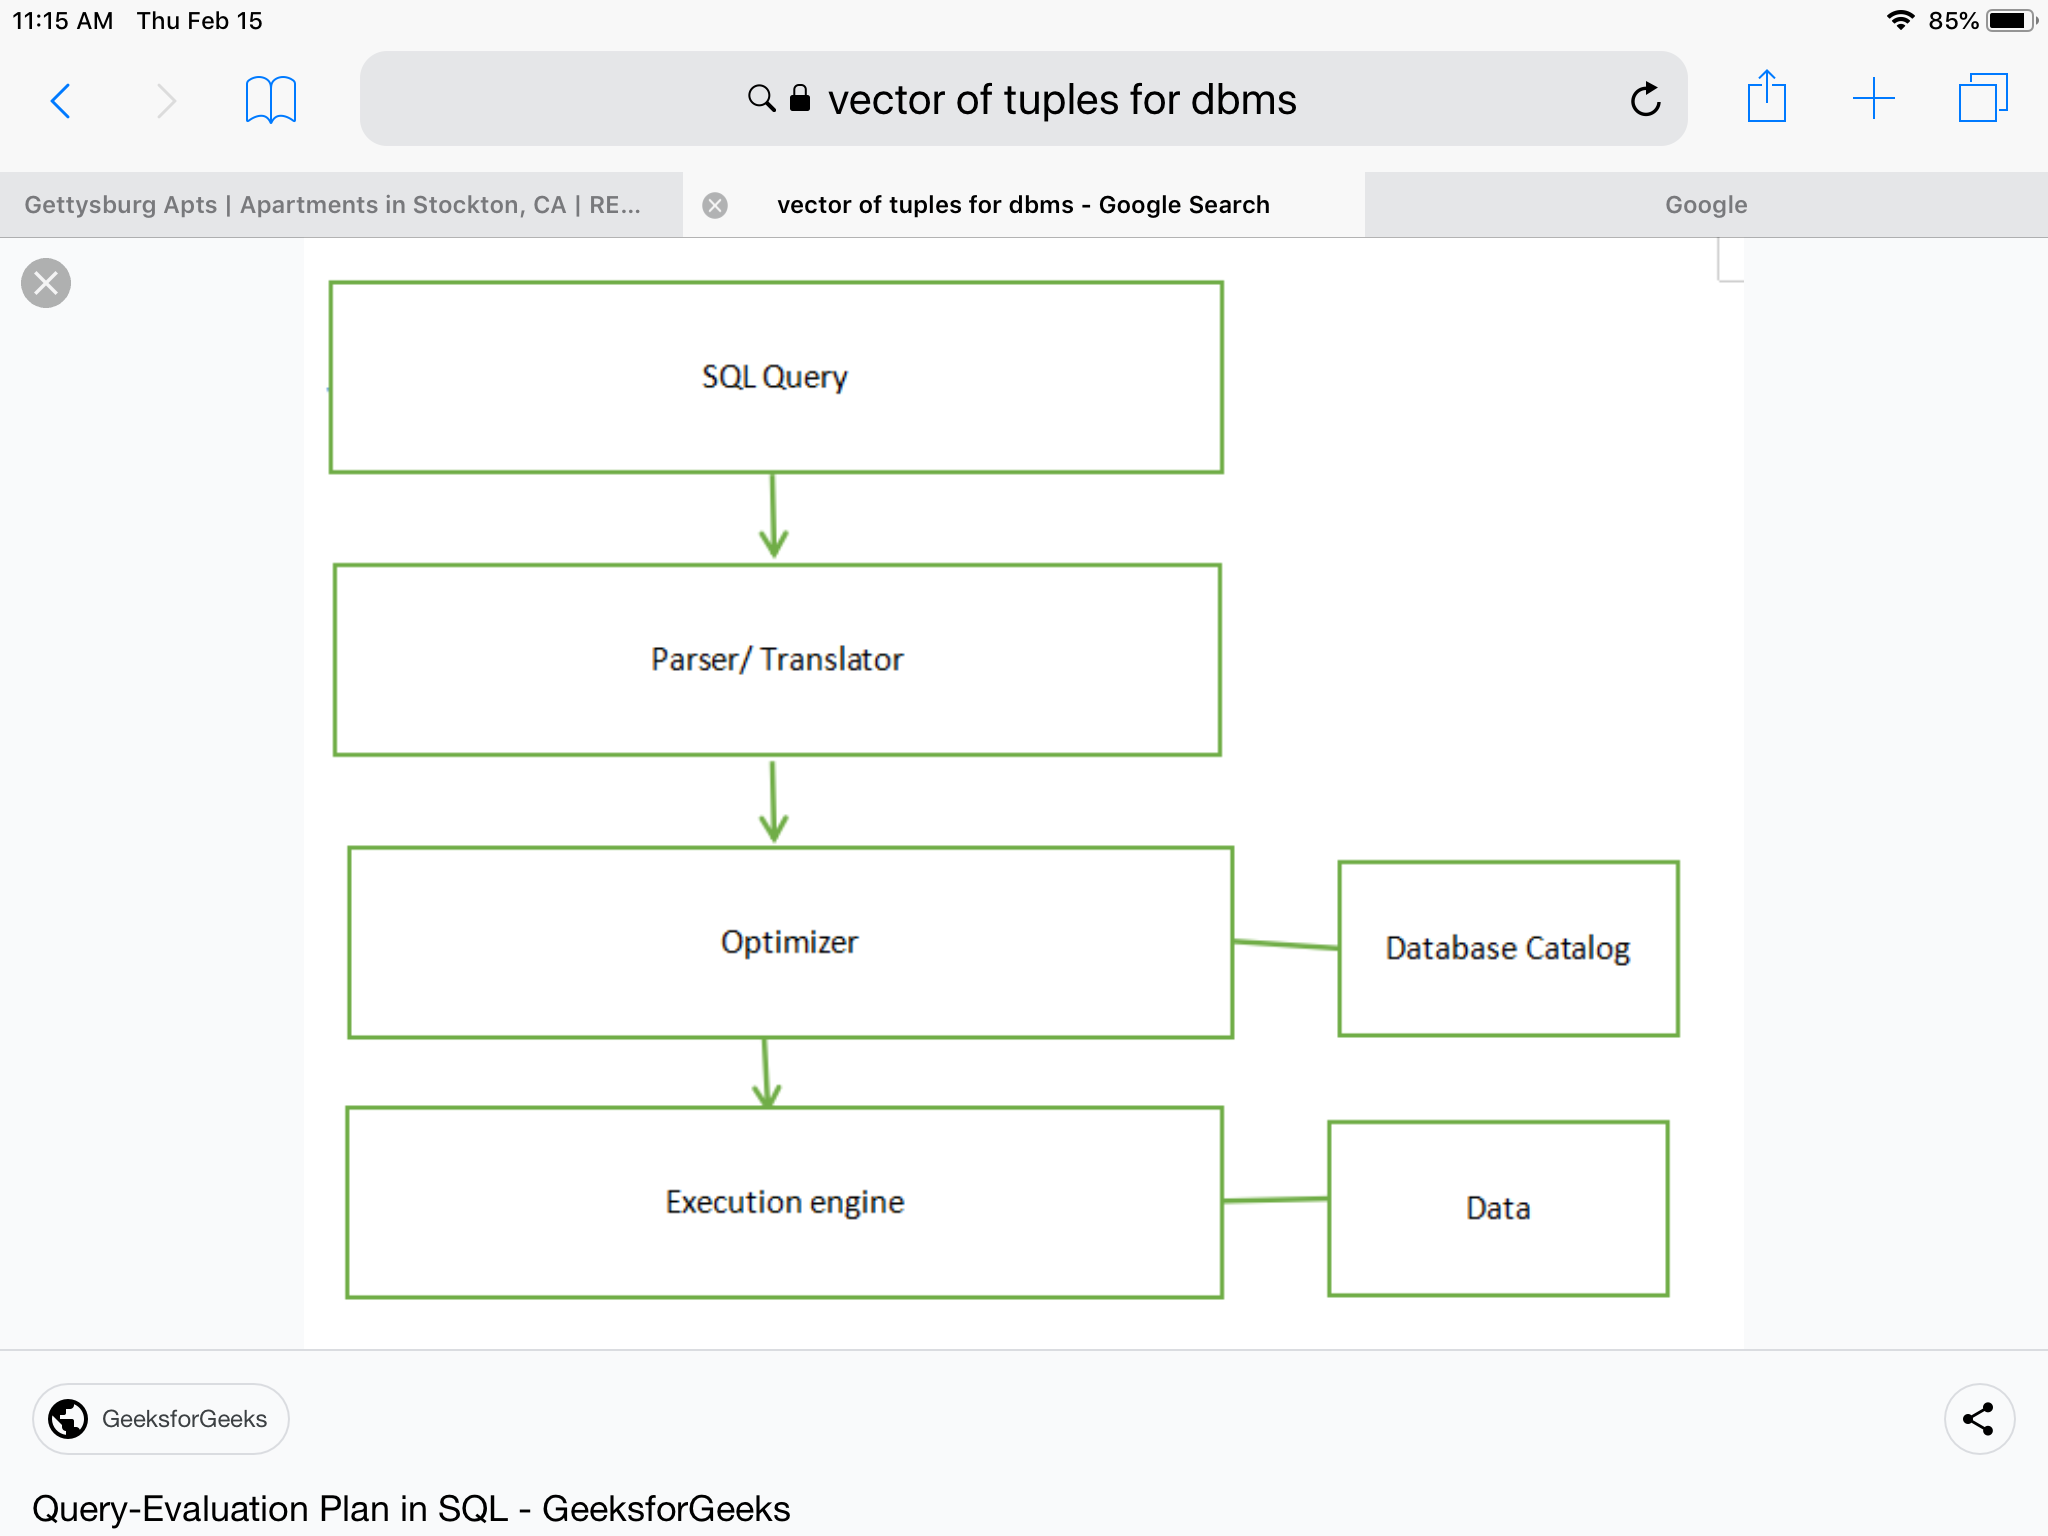 11:15 AM Thu Feb 15
85%
vector of tuples for dbms
Gettysburg Apts | Apartments in Stockton, CA | RE...
vector of tuples for dbms - Google Search
Google
SQL Query
Parser/ Translator
Optimizer
Database Catalog
Execution engine
Data
GeeksforGeeks
Query-Evaluation Plan in SQL - GeeksforGeeks